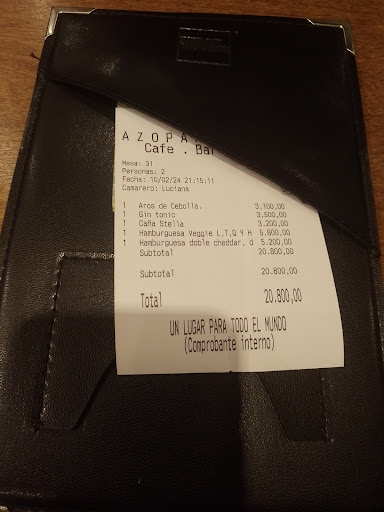 A Z O P A
Cafe . Bar
Mesa: 31
Personas: 2
Fecha: 10/02/24 21:15:11
Camarero: Luciana
1 Aros de Cebolla. 3.100,00
1 Gin tonic 3.500,00
1 Caña Stella 3.200,00
1 Hamburguesa Veggie L,T,Q Y H 5.800,00
1 Hamburguesa doble cheddar, d 5.200,00
Subtotal 20.800,00
Subtotal 20.800,00
Total 20.800,00
UN LUGAR PARA TODO EL MUNDO
(Comprobante interno)